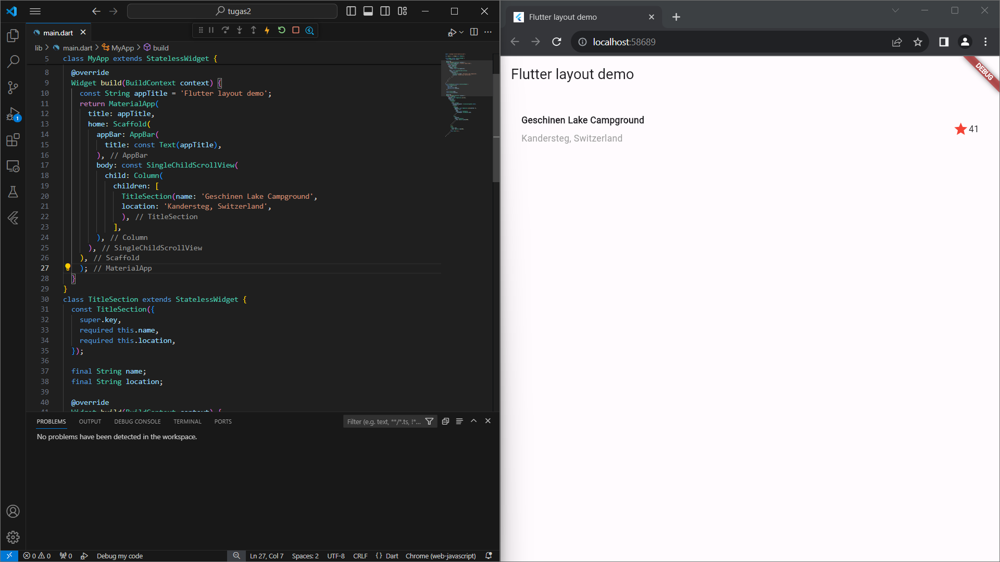 tugas2
main.dart
lib > main.dart > MyApp > build
5 class MyApp extends StatelessWidget {
8 @override
9 Widget build(BuildContext context) {
10 const String appTitle = 'Flutter layout demo';
11 return MaterialApp(
12 title: appTitle,
13 home: Scaffold(
14 appBar: AppBar(
15 title: const Text(appTitle),
16 ), // AppBar
17 body: const SingleChildScrollView(
18 child: Column(
19 children: [
20 TitleSection(name: 'Geschinen Lake Campground',
21 location: 'Kandersteg, Switzerland',
22 ), // TitleSection
23 ],
24 ), // Column
25 ), // SingleChildScrollView
26 ), // Scaffold
27 ); // MaterialApp
28 }
29 }
30 class TitleSection extends StatelessWidget {
31 const TitleSection({
32 super.key,
33 required this.name,
34 required this.location,
35 });
36
37 final String name;
38 final String location;
39
40 @override
41 Widget build(BuildContext context) {
1
PROBLEMS OUTPUT DEBUG CONSOLE TERMINAL PORTS
Filter (e.g. text, **/*.ts, !*...
No problems have been detected in the workspace.
0 0 0 Debug my code Ln 27, Col 7 Spaces: 2 UTF-8 CRLF {} Dart Chrome (web-javascript)
Flutter layout demo
localhost:58689
Flutter layout demo
DEBUG
Geschinen Lake Campground
Kandersteg, Switzerland
41